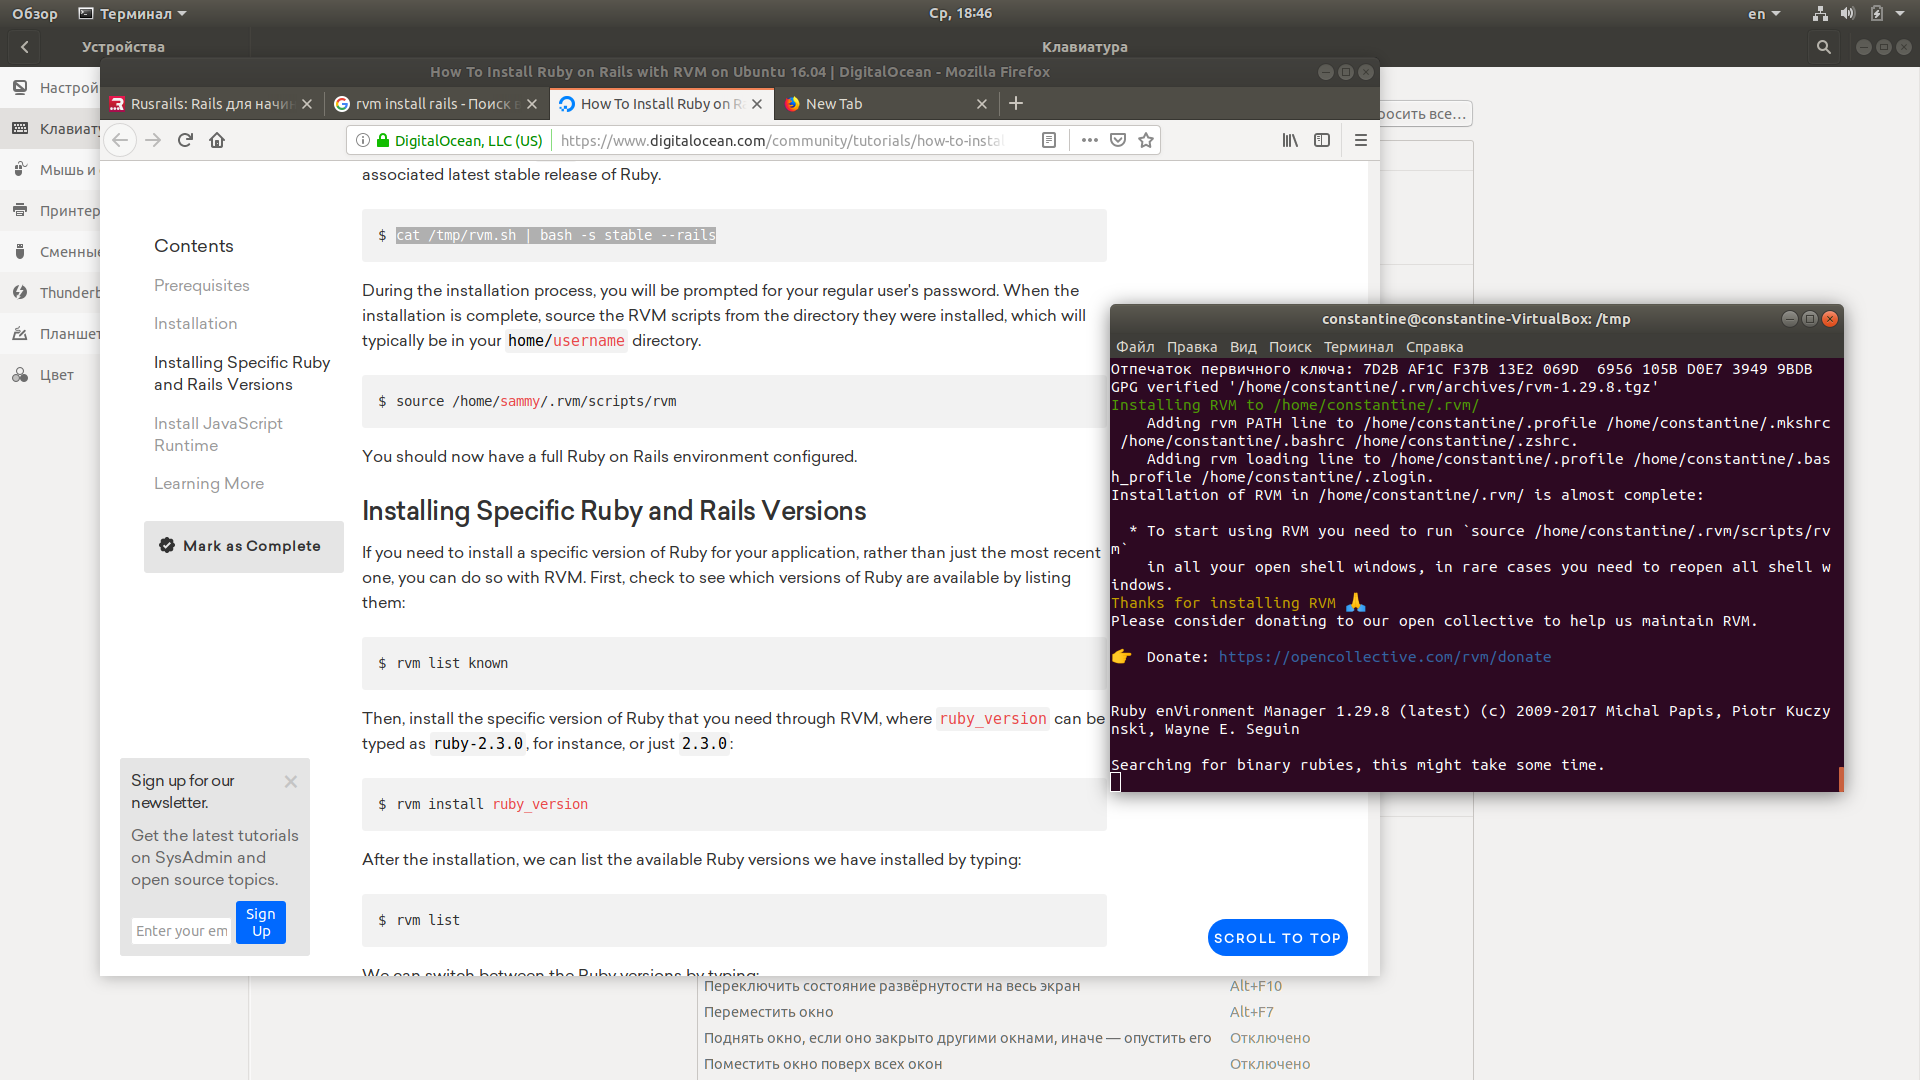 Обзор
Терминал
Ср, 18:46
en
Устройства
Клавиатура
How To Install Ruby on Rails with RVM on Ubuntu 16.04 | DigitalOcean - Mozilla Firefox
Rusrails: Rails для начин
rvm install rails - Поиск в
How To Install Ruby on Ra
New Tab
DigitalOcean, LLC (US)
https://www.digitalocean.com/community/tutorials/how-to-instal
Настрой
Клавиату
Мышь и
Принтер
Сменные
Thunderb
Планшет
Цвет
осить все...
Contents
Prerequisites
Installation
Installing Specific Ruby
and Rails Versions
Install JavaScript
Runtime
Learning More
Mark as Complete
Sign up for our
newsletter.
Get the latest tutorials
on SysAdmin and
open source topics.
Enter your em
Sign
Up
associated latest stable release of Ruby.
$ cat /tmp/rvm.sh | bash -s stable --rails
During the installation process, you will be prompted for your regular user's password. When the
installation is complete, source the RVM scripts from the directory they were installed, which will
typically be in your home/username directory.
$ source /home/sammy/.rvm/scripts/rvm
You should now have a full Ruby on Rails environment configured.
Installing Specific Ruby and Rails Versions
If you need to install a specific version of Ruby for your application, rather than just the most recent
one, you can do so with RVM. First, check to see which versions of Ruby are available by listing
them:
$ rvm list known
Then, install the specific version of Ruby that you need through RVM, where ruby_version can be
typed as ruby-2.3.0, for instance, or just 2.3.0:
$ rvm install ruby_version
After the installation, we can list the available Ruby versions we have installed by typing:
$ rvm list
We can switch between the Ruby versions by typing:
SCROLL TO TOP
constantine@constantine-VirtualBox: /tmp
Файл Правка Вид Поиск Терминал Справка
Отпечаток первичного ключа: 7D2B AF1C F37B 13E2 069D  6956 105B D0E7 3949 9BDB
GPG verified '/home/constantine/.rvm/archives/rvm-1.29.8.tgz'
Installing RVM to /home/constantine/.rvm/
Adding rvm PATH line to /home/constantine/.profile /home/constantine/.mkshrc
/home/constantine/.bashrc /home/constantine/.zshrc.
Adding rvm loading line to /home/constantine/.profile /home/constantine/.bas
h_profile /home/constantine/.zlogin.
Installation of RVM in /home/constantine/.rvm/ is almost complete:
* To start using RVM you need to run `source /home/constantine/.rvm/scripts/rv
m`
in all your open shell windows, in rare cases you need to reopen all shell w
indows.
Thanks for installing RVM 🙏
Please consider donating to our open collective to help us maintain RVM.
👉 Donate: https://opencollective.com/rvm/donate
Ruby enVironment Manager 1.29.8 (latest) (c) 2009-2017 Michal Papis, Piotr Kuczy
nski, Wayne E. Seguin
Searching for binary rubies, this might take some time.
Переключить состояние развёрнутости на весь экран Alt+F10
Переместить окно Alt+F7
Поднять окно, если оно закрыто другими окнами, иначе — опустить его Отключено
Поместить окно поверх всех окон Отключено